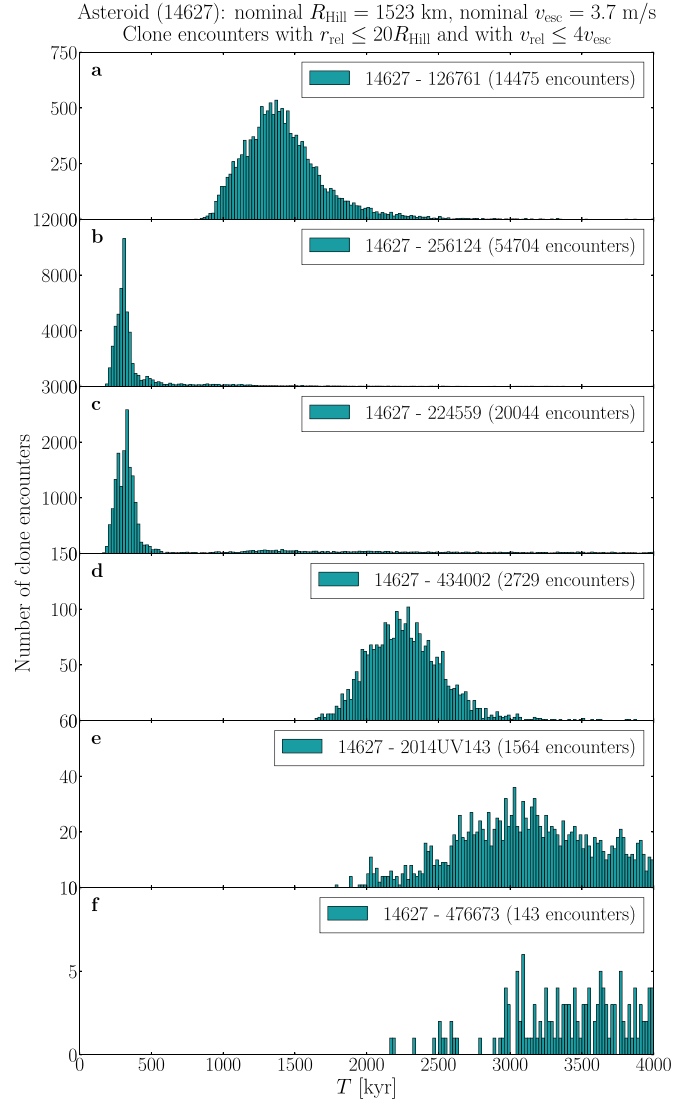 Asteroid (14627): nominal R_Hill = 1523 km, nominal v_esc = 3.7 m/s
Clone encounters with r_rel ≤ 20R_Hill and with v_rel ≤ 4v_esc
750
a
14627 - 126761 (14475 encounters)
500
250
12000
b
14627 - 256124 (54704 encounters)
8000
4000
3000
c
14627 - 224559 (20044 encounters)
2000
1000
150
d
14627 - 434002 (2729 encounters)
100
50
60
e
14627 - 2014UV143 (1564 encounters)
40
20
10
f
14627 - 476673 (143 encounters)
5
0
Number of clone encounters
0 500 1000 1500 2000 2500 3000 3500 4000
T [kyr]